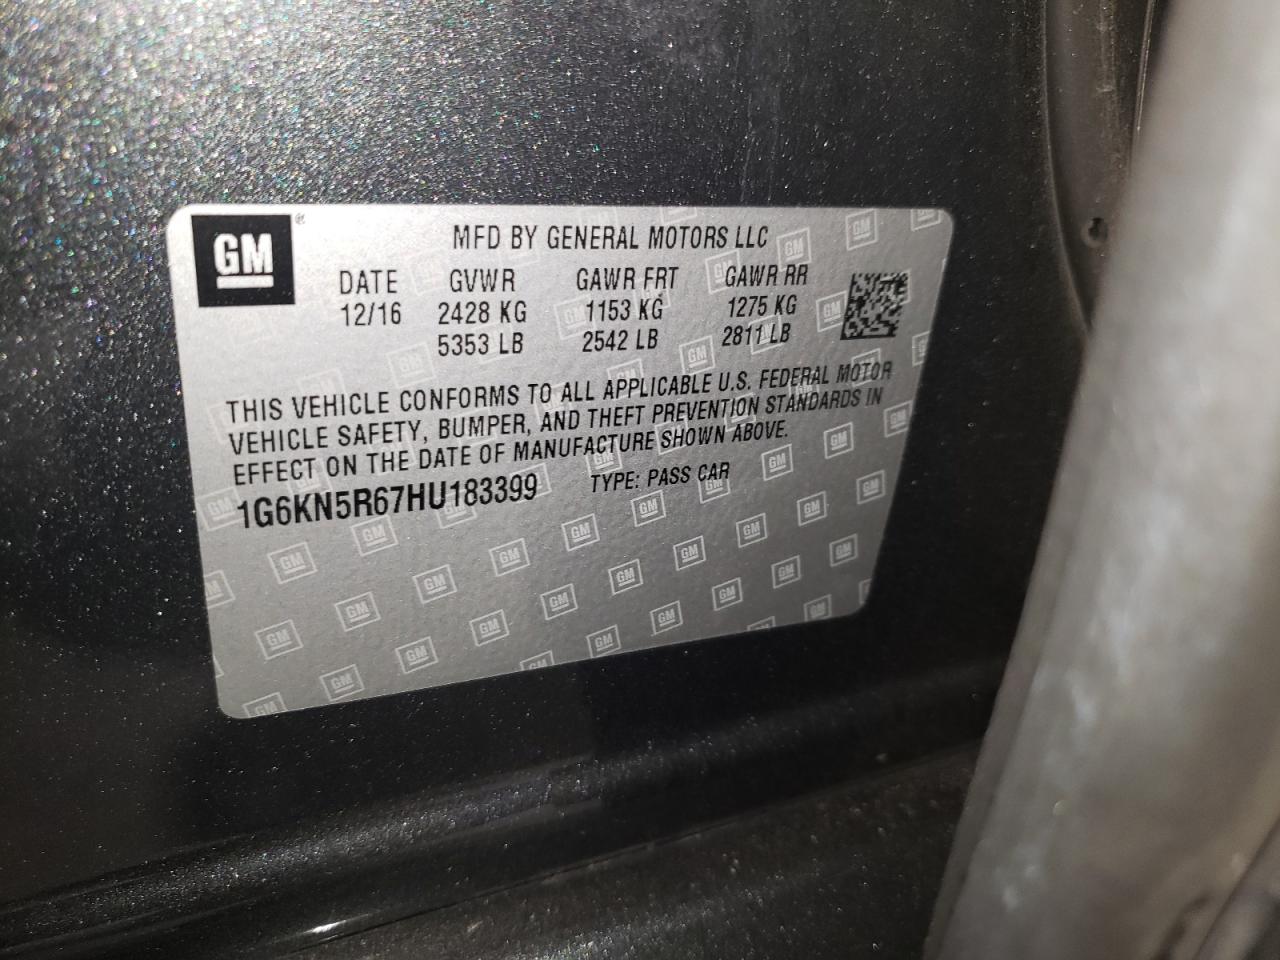 GM®
MFD BY GENERAL MOTORS LLC
DATE GVWR GAWR FRT GAWR RR
12/16 2428 KG 1153 KG 1275 KG
5353 LB 2542 LB 2811 LB
THIS VEHICLE CONFORMS TO ALL APPLICABLE U.S. FEDERAL MOTOR
VEHICLE SAFETY, BUMPER, AND THEFT PREVENTION STANDARDS IN
EFFECT ON THE DATE OF MANUFACTURE SHOWN ABOVE.
1G6KN5R67HU183399 TYPE: PASS CAR